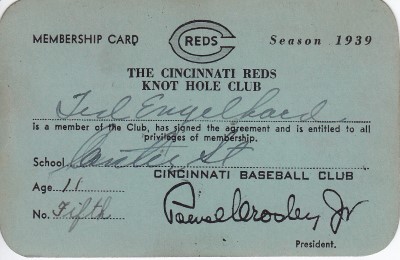 MEMBERSHIP CARD REDS Season 1939
THE CINCINNATI REDS
KNOT HOLE CLUB
Ted Engelhard
is a member of the Club, has signed the agreement and is entitled to all
privileges of membership.
School St
CINCINNATI BASEBALL CLUB
Age 11
No. Fifth Powel Crosley Jr
President.